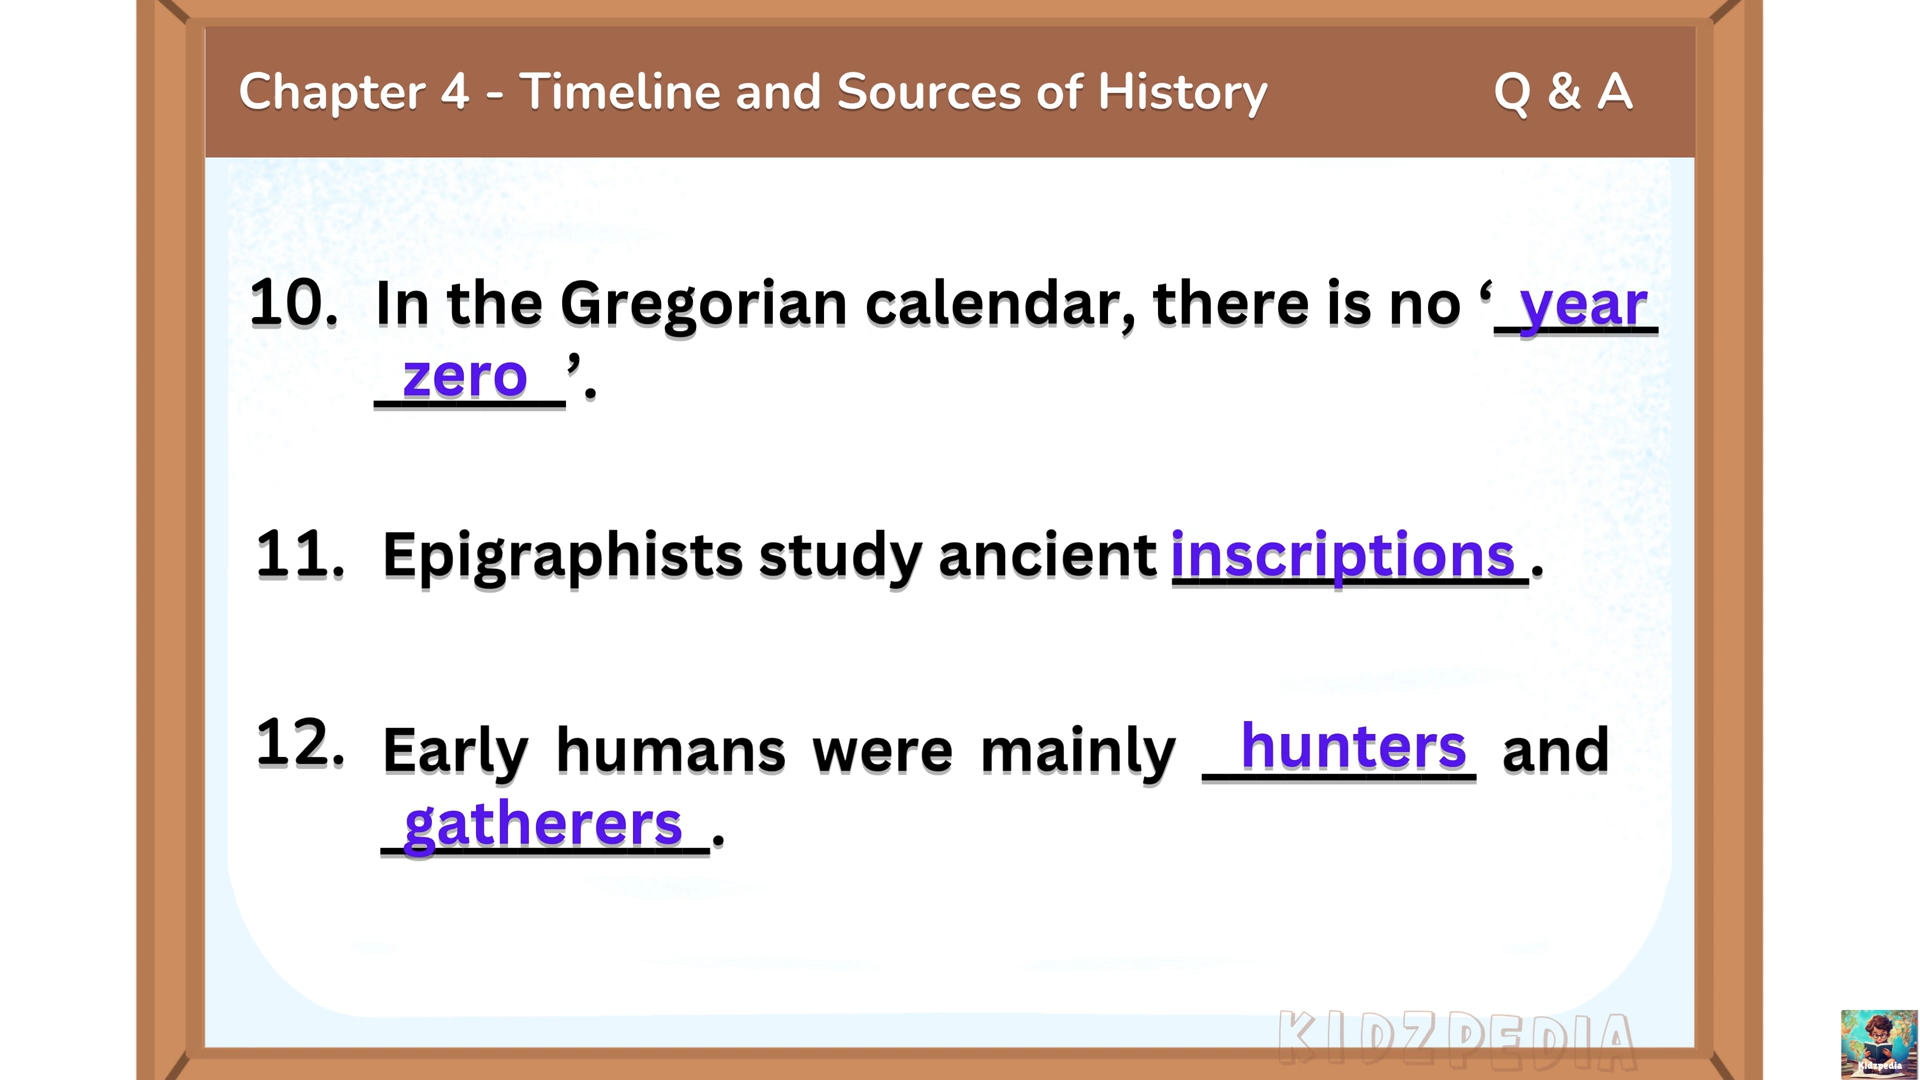 Chapter 4 - Timeline and Sources of History Q & A
10. In the Gregorian calendar, there is no ‘ year
zero ’.
11. Epigraphists study ancient inscriptions.
12. Early humans were mainly hunters and
gatherers.
KIDZPEDIA
Kidzpedia